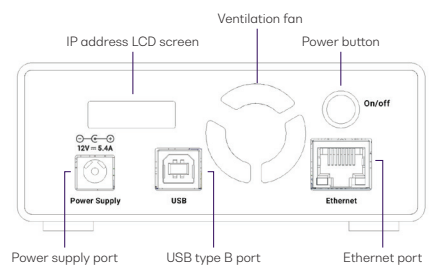 Ventilation fan
IP address LCD screen
Power button
On/off
12V⎓5.4A
Power Supply
USB
Ethernet
Power supply port
USB type B port
Ethernet port